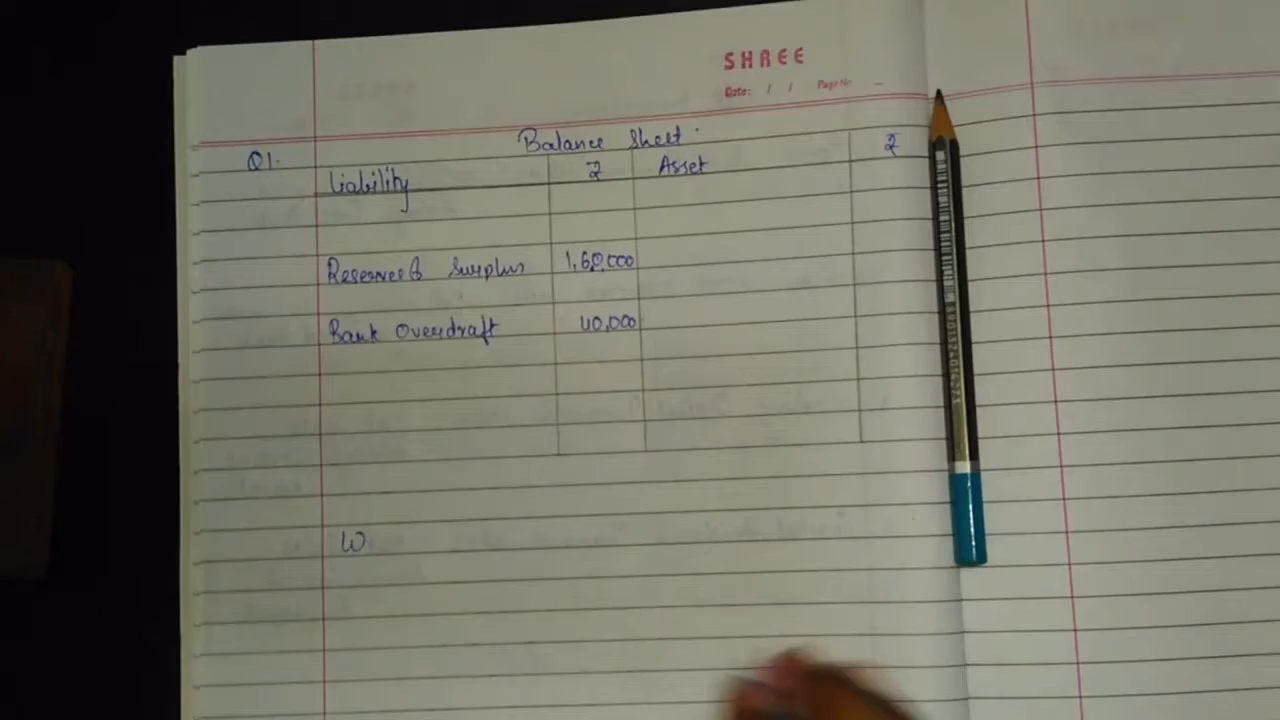 SHREE
Date: / / Page No
Balance Sheet
Q1.
Liability ₹ Asset ₹
Reserve & Surplus 1,60,000
Bank Overdraft 40,000
W